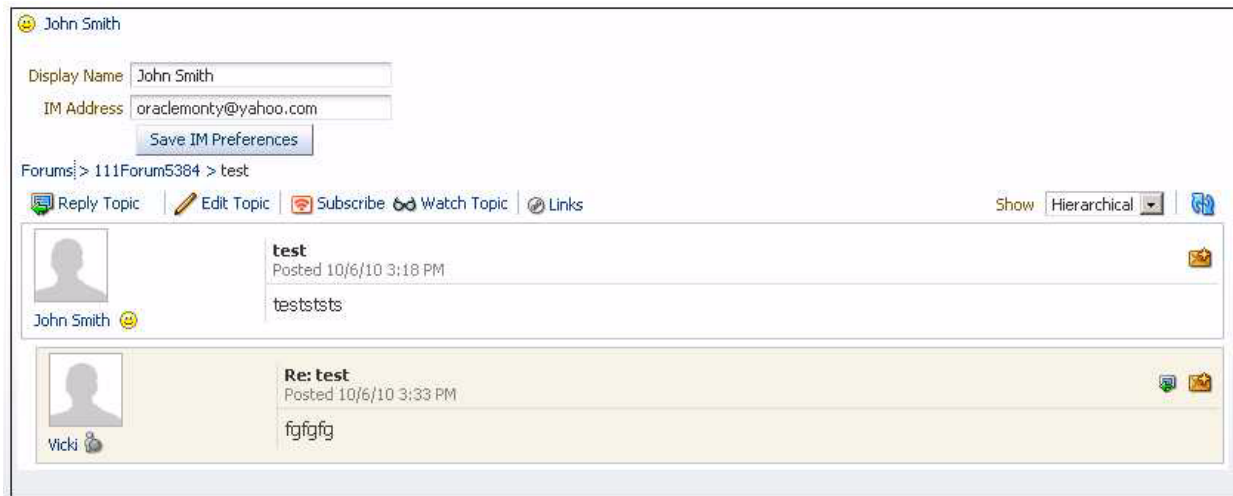 John Smith
Display Name John Smith
IM Address oraclemonty@yahoo.com
Save IM Preferences
Forums > 111Forum5384 > test
Reply Topic Edit Topic Subscribe Watch Topic Links Show Hierarchical
test
Posted 10/6/10 3:18 PM
testststs
John Smith
Re: test
Posted 10/6/10 3:33 PM
fgfgfg
Vicki